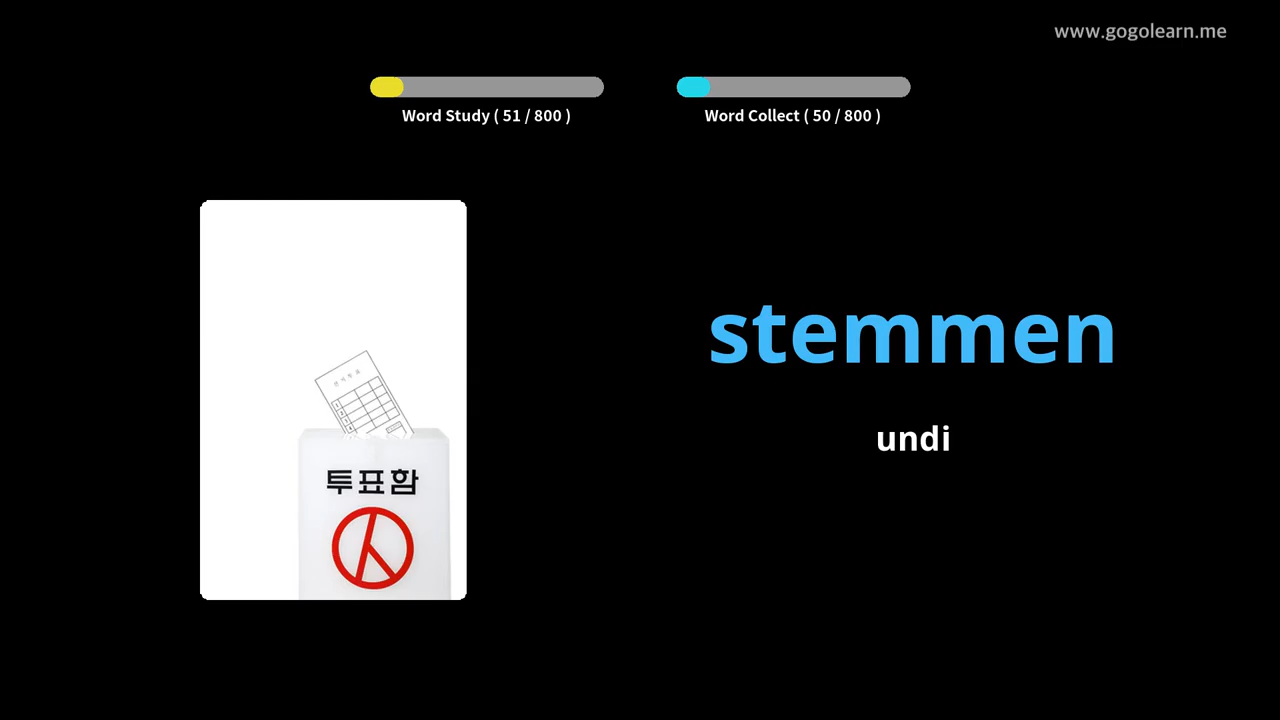 www.gogolearn.me
Word Study ( 51 / 800 )
Word Collect ( 50 / 800 )
stemmen
undi
투표함